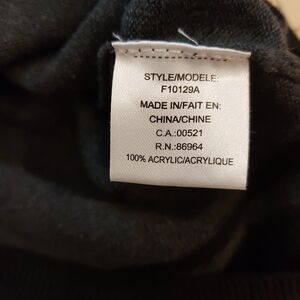 STYLE/MODELE:
F10129A
MADE IN/FAIT EN:
CHINA/CHINE
C.A.:00521
R.N.:86964
100% ACRYLIC/ACRYLIQUE